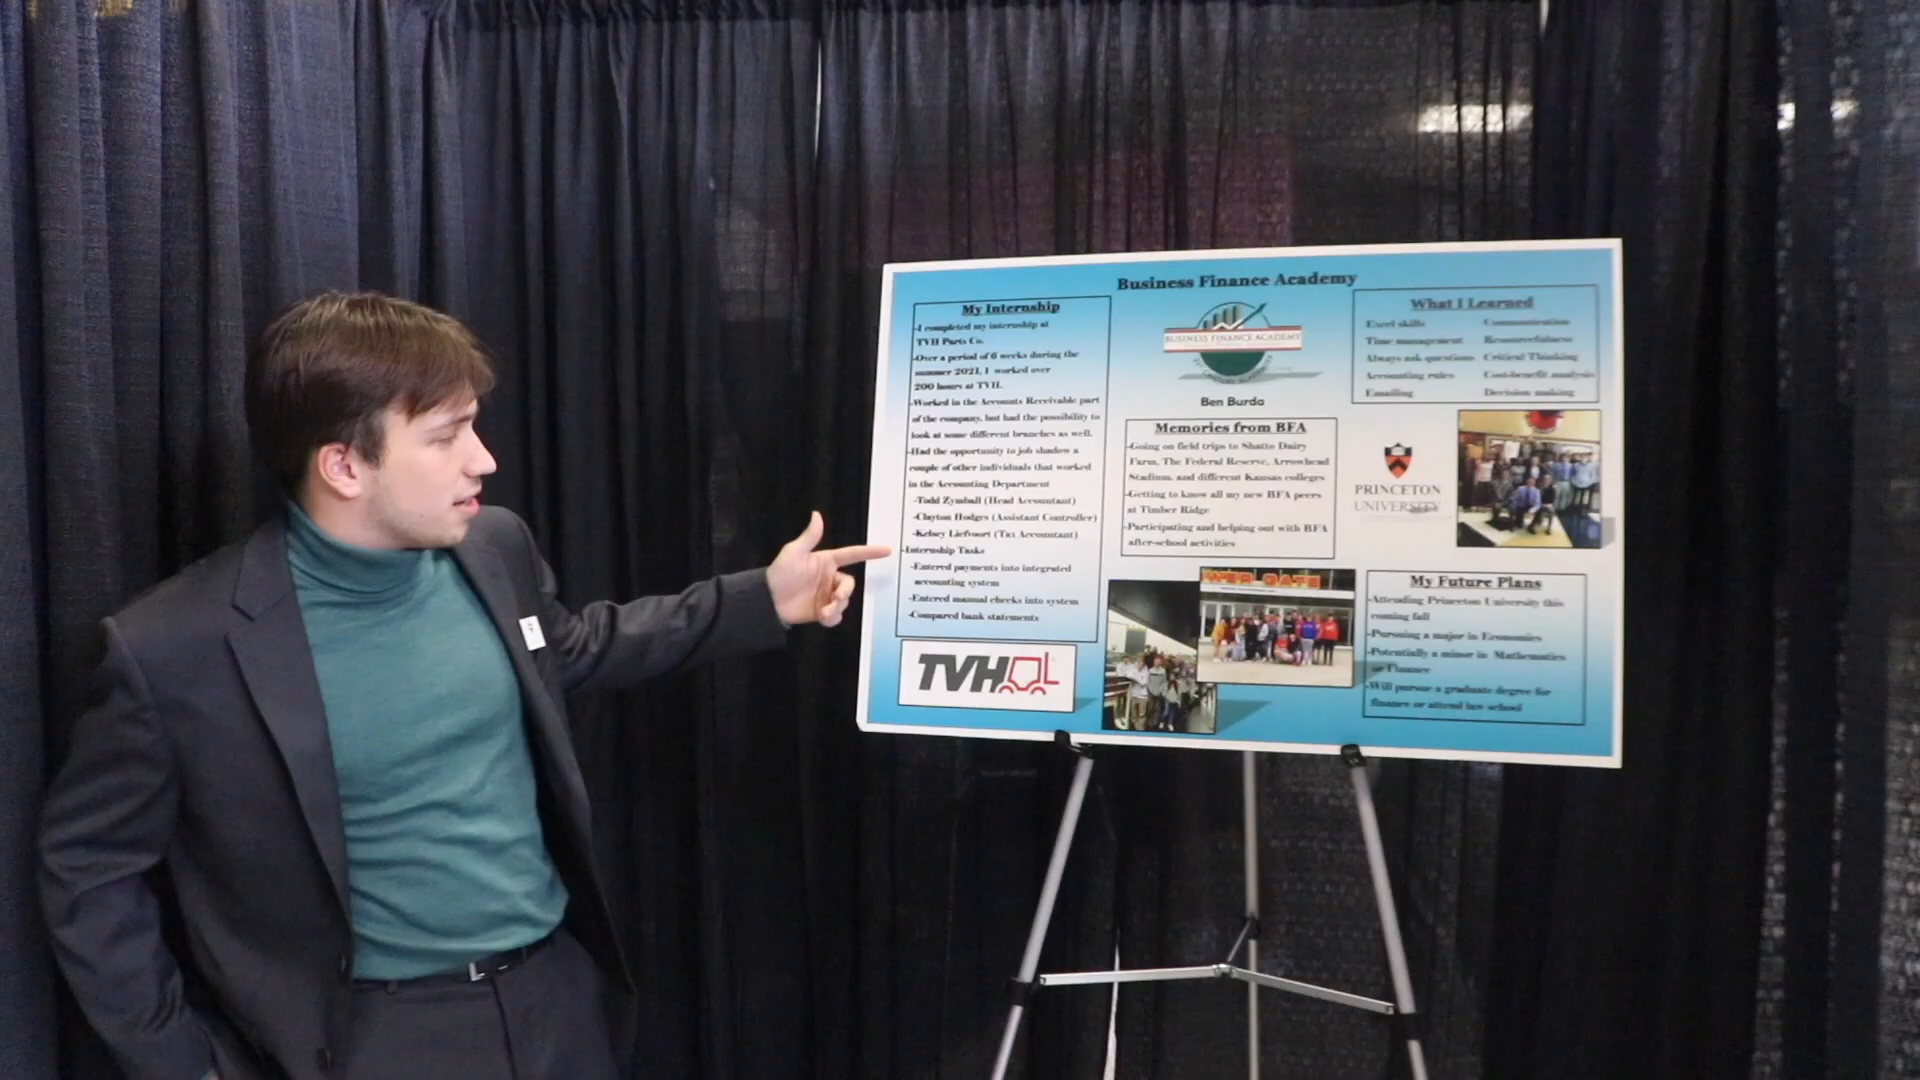 Business Finance Academy
My Internship
-I completed my internship at
TVH Parts Co.
-Over a period of 6 weeks during the
summer 2021, I worked over
200 hours at TVH.
-Worked in the Accounts Receivable part
of the company, but had the possibility to
look at some different branches as well.
-Had the opportunity to job shadow a
couple of other individuals that worked
in the Accounting Department
-Todd Zymball (Head Accountant)
-Clayton Hodges (Assistant Controller)
-Kelsey Liefvoort (Tax Accountant)
-Internship Tasks
-Entered payments into integrated
accounting system
-Entered manual checks into system
-Compared bank statements
TVH
BUSINESS FINANCE ACADEMY
Ben Burda
Memories from BFA
-Going on field trips to Shatto Dairy
Farm, The Federal Reserve, Arrowhead
Stadium, and different Kansas colleges
-Getting to know all my new BFA peers
at Timber Ridge
-Participating and helping out with BFA
after-school activities
GATE
What I Learned
Excel skills Communication
Time management Resourcefulness
Always ask questions Critical Thinking
Accounting rules Cost-benefit analysis
Emailing Decision making
PRINCETON
UNIVERSITY
My Future Plans
-Attending Princeton University this
coming fall
-Pursuing a major in Economics
-Potentially a minor in Mathematics
or Finance
-Will pursue a graduate degree for
finance or attend law school